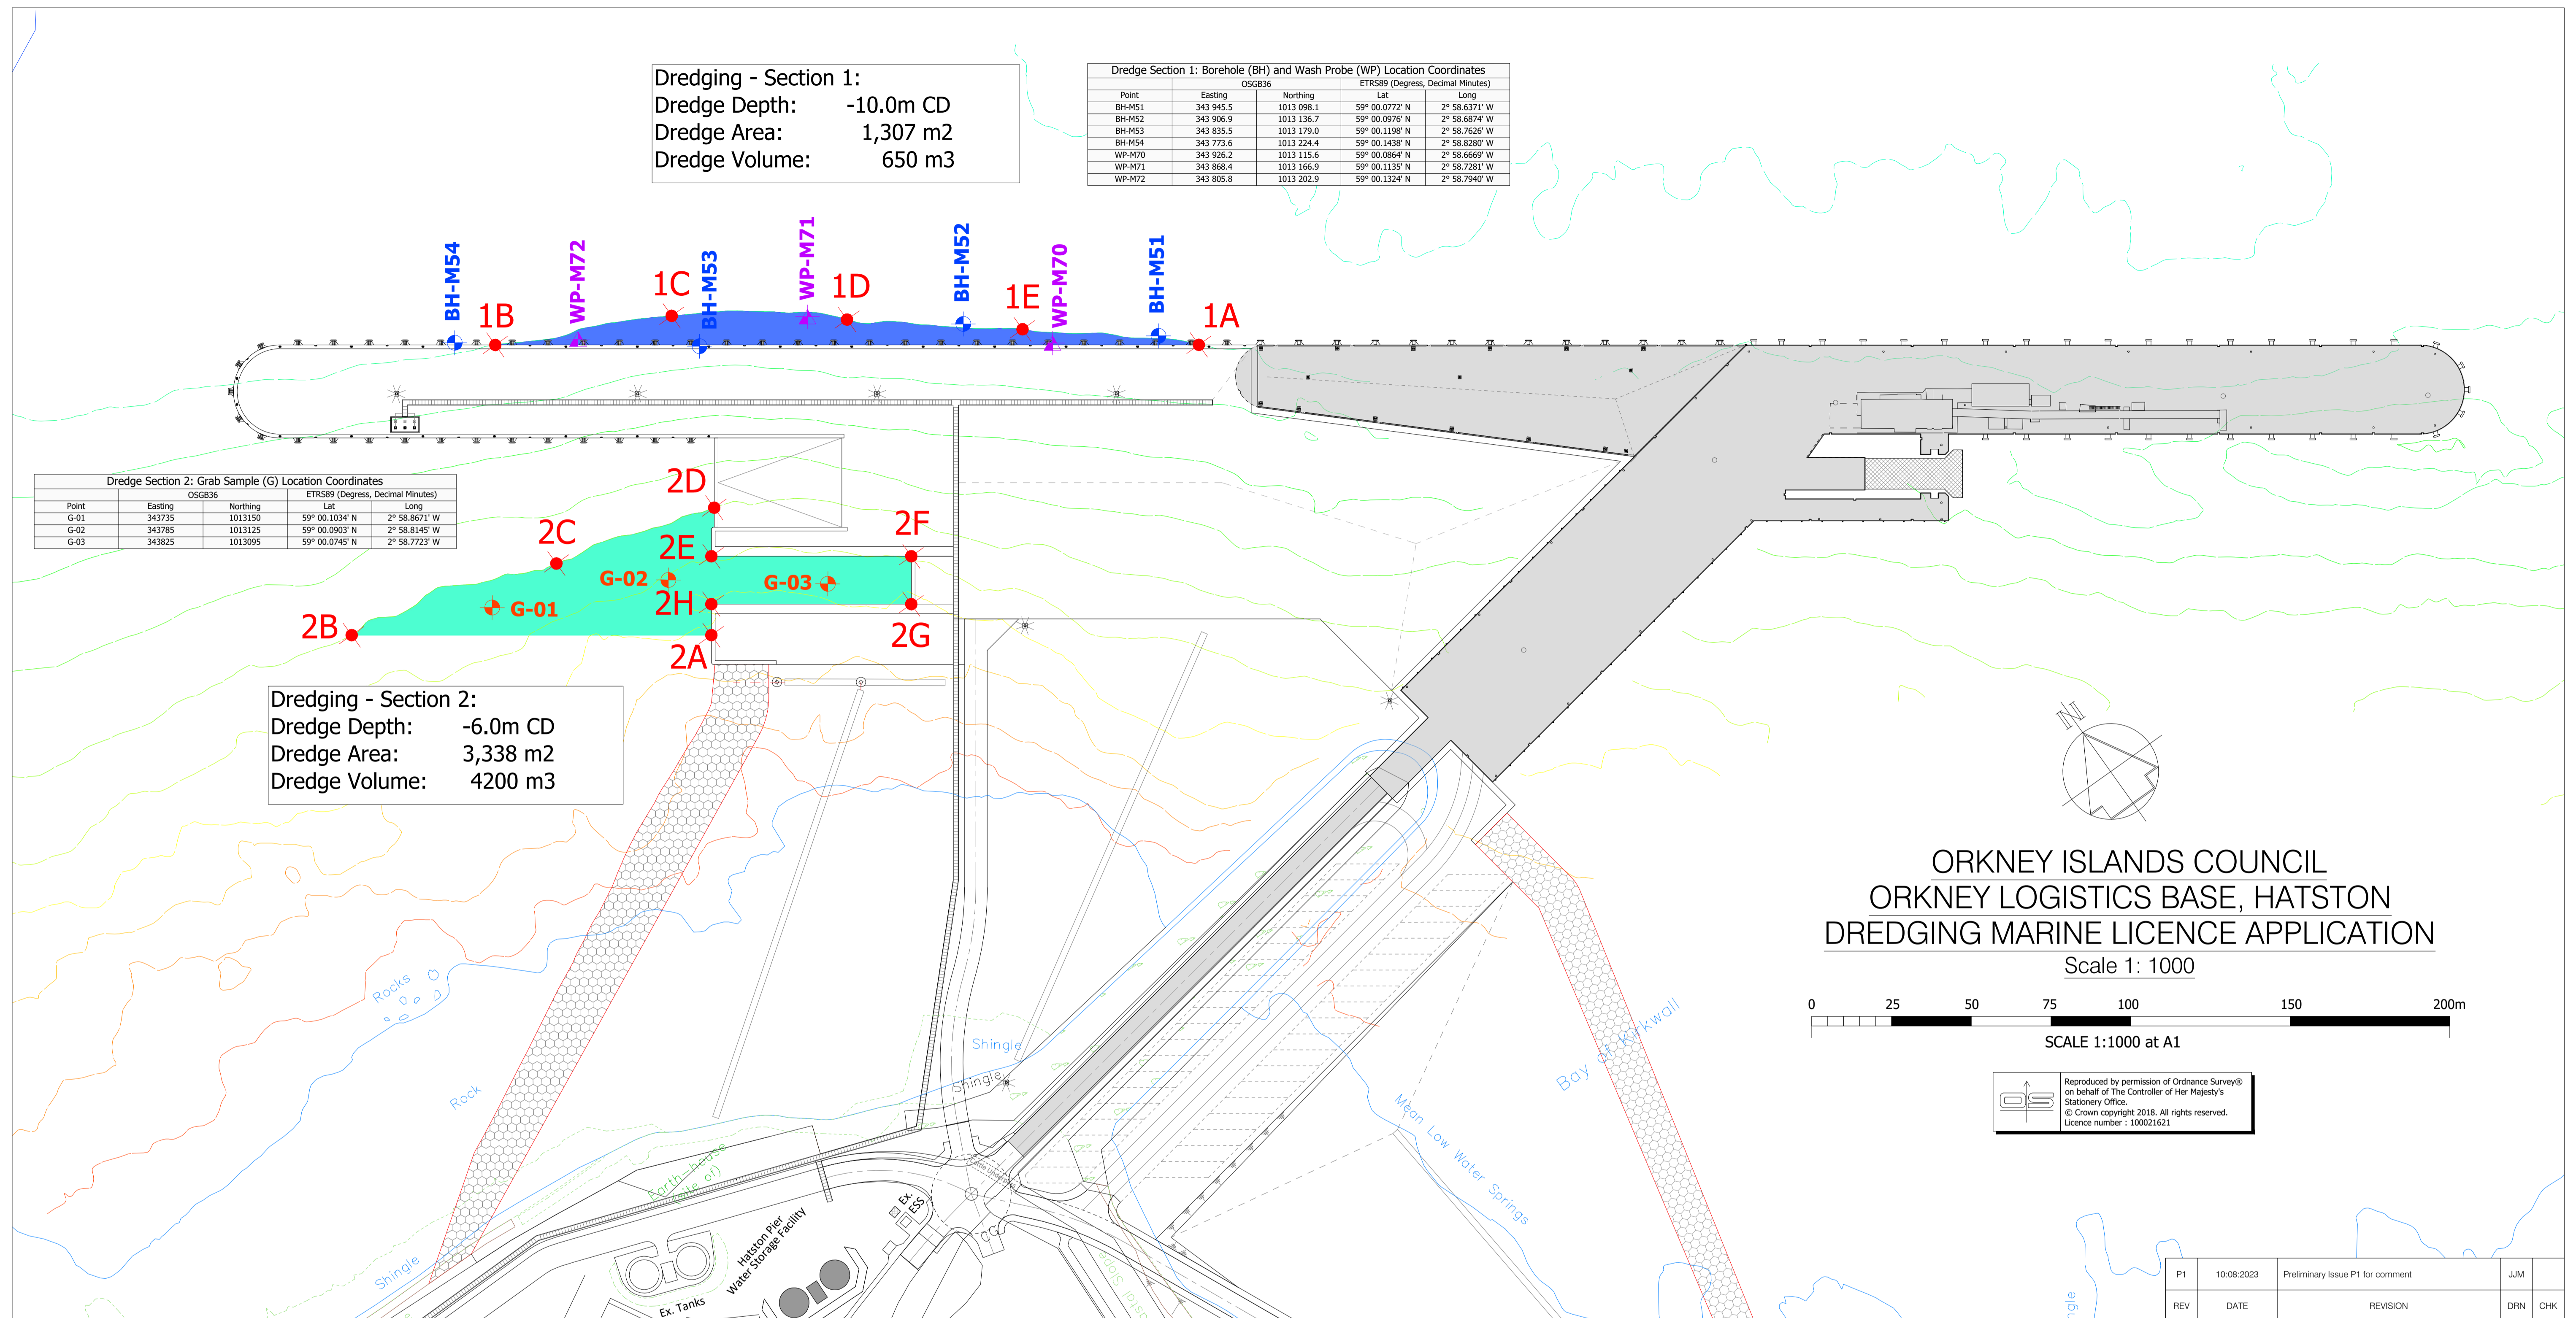 Dredging - Section 1:
Dredge Depth: -10.0m CD
Dredge Area: 1,307 m2
Dredge Volume: 650 m3
Dredge Section 1: Borehole (BH) and Wash Probe (WP) Location Coordinates
OSGB36 ETRS89 (Degress, Decimal Minutes)
Point Easting Northing Lat Long
BH-M51 343 945.5 1013 098.1 59° 00.0772' N 2° 58.6371' W
BH-M52 343 906.9 1013 136.7 59° 00.0976' N 2° 58.6874' W
BH-M53 343 835.5 1013 179.0 59° 00.1198' N 2° 58.7626' W
BH-M54 343 773.6 1013 224.4 59° 00.1438' N 2° 58.8280' W
WP-M70 343 926.2 1013 115.6 59° 00.0864' N 2° 58.6669' W
WP-M71 343 868.4 1013 166.9 59° 00.1135' N 2° 58.7281' W
WP-M72 343 805.8 1013 202.9 59° 00.1324' N 2° 58.7940' W
BH-M54
1B
WP-M72
1C
BH-M53
WP-M71
1D
BH-M52
1E
WP-M70
BH-M51
1A
Dredge Section 2: Grab Sample (G) Location Coordinates
OSGB36 ETRS89 (Degress, Decimal Minutes)
Point Easting Northing Lat Long
G-01 343735 1013150 59° 00.1034' N 2° 58.8671' W
G-02 343785 1013125 59° 00.0903' N 2° 58.8145' W
G-03 343825 1013095 59° 00.0745' N 2° 58.7723' W
2D
2C
2E
2F
G-02
G-03
G-01
2H
2B
2A
2G
Dredging - Section 2:
Dredge Depth: -6.0m CD
Dredge Area: 3,338 m2
Dredge Volume: 4200 m3
N
ORKNEY ISLANDS COUNCIL
ORKNEY LOGISTICS BASE, HATSTON
DREDGING MARINE LICENCE APPLICATION
Scale 1: 1000
0 25 50 75 100 150 200m
SCALE 1:1000 at A1
OS
Reproduced by permission of Ordnance Survey®
on behalf of The Controller of Her Majesty's
Stationery Office.
© Crown copyright 2018. All rights reserved.
Licence number : 100021621
Rocks
Rock
Shingle
Shingle
Shingle
Bay of Kirkwall
Mean Low Water Springs
Earth-house
(site of)
Cattle
Hatston Pier
Water Storage Facility
Ex.
ESS
Ex. Tanks
CG
Slope
P1 10:08:2023 Preliminary Issue P1 for comment JJM
REV DATE REVISION DRN CHK